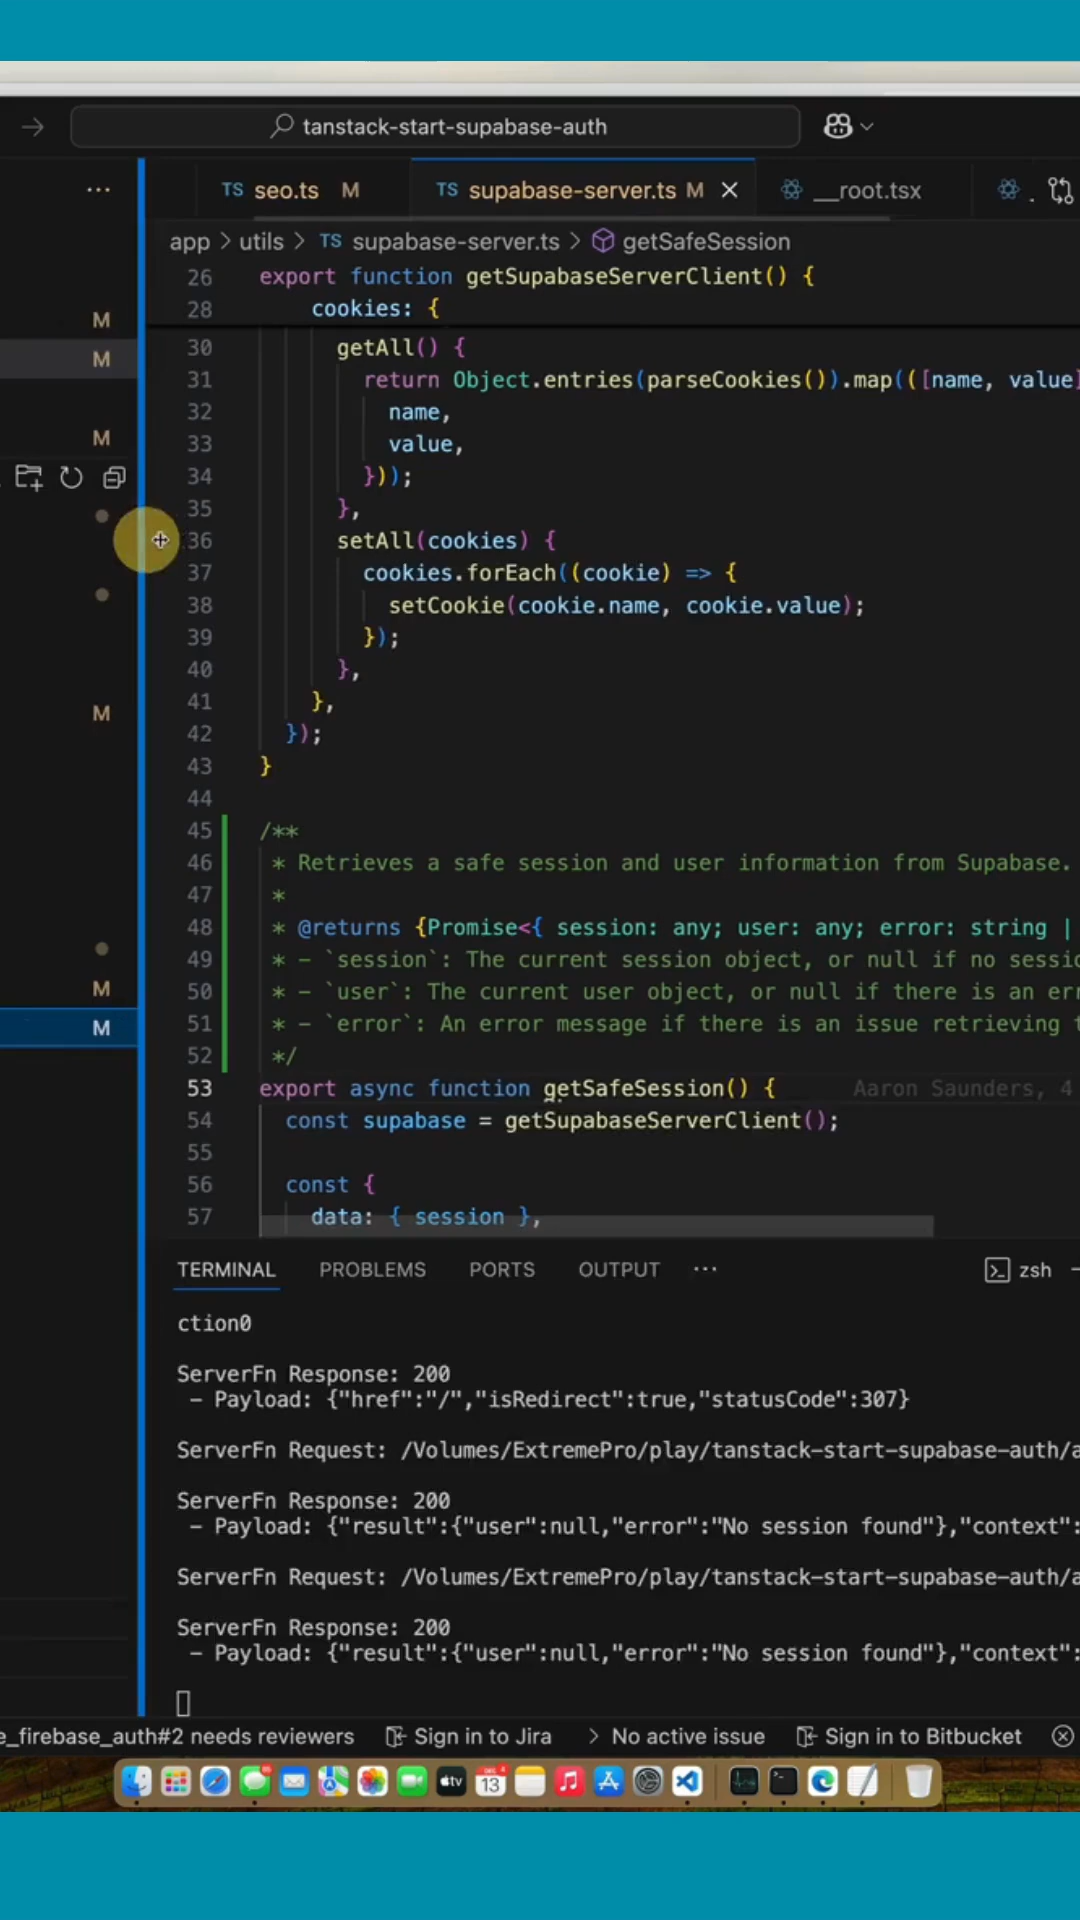 tanstack-start-supabase-auth
TS seo.ts M
TS supabase-server.ts M
__root.tsx
app > utils > TS supabase-server.ts > getSafeSession
26 export function getSupabaseServerClient() {
28 cookies: {
30 getAll() {
31 return Object.entries(parseCookies()).map(([name, value]
32 name,
33 value,
34 }));
35 },
36 setAll(cookies) {
37 cookies.forEach((cookie) => {
38 setCookie(cookie.name, cookie.value);
39 });
40 },
41 },
42 });
43 }
44
45 /**
46 * Retrieves a safe session and user information from Supabase.
47 *
48 * @returns {Promise<{ session: any; user: any; error: string |
49 * - `session`: The current session object, or null if no sessi
50 * - `user`: The current user object, or null if there is an er
51 * - `error`: An error message if there is an issue retrieving
52 */
53 export async function getSafeSession() { Aaron Saunders, 4
54 const supabase = getSupabaseServerClient();
55
56 const {
57 data: { session },
M
M
M
M
M
M
TERMINAL PROBLEMS PORTS OUTPUT ... zsh
ction0
ServerFn Response: 200
- Payload: {"href":"/","isRedirect":true,"statusCode":307}
ServerFn Request: /Volumes/ExtremePro/play/tanstack-start-supabase-auth/a
ServerFn Response: 200
- Payload: {"result":{"user":null,"error":"No session found"},"context":
ServerFn Request: /Volumes/ExtremePro/play/tanstack-start-supabase-auth/a
ServerFn Response: 200
- Payload: {"result":{"user":null,"error":"No session found"},"context":
e_firebase_auth#2 needs reviewers Sign in to Jira > No active issue Sign in to Bitbucket
tv
13